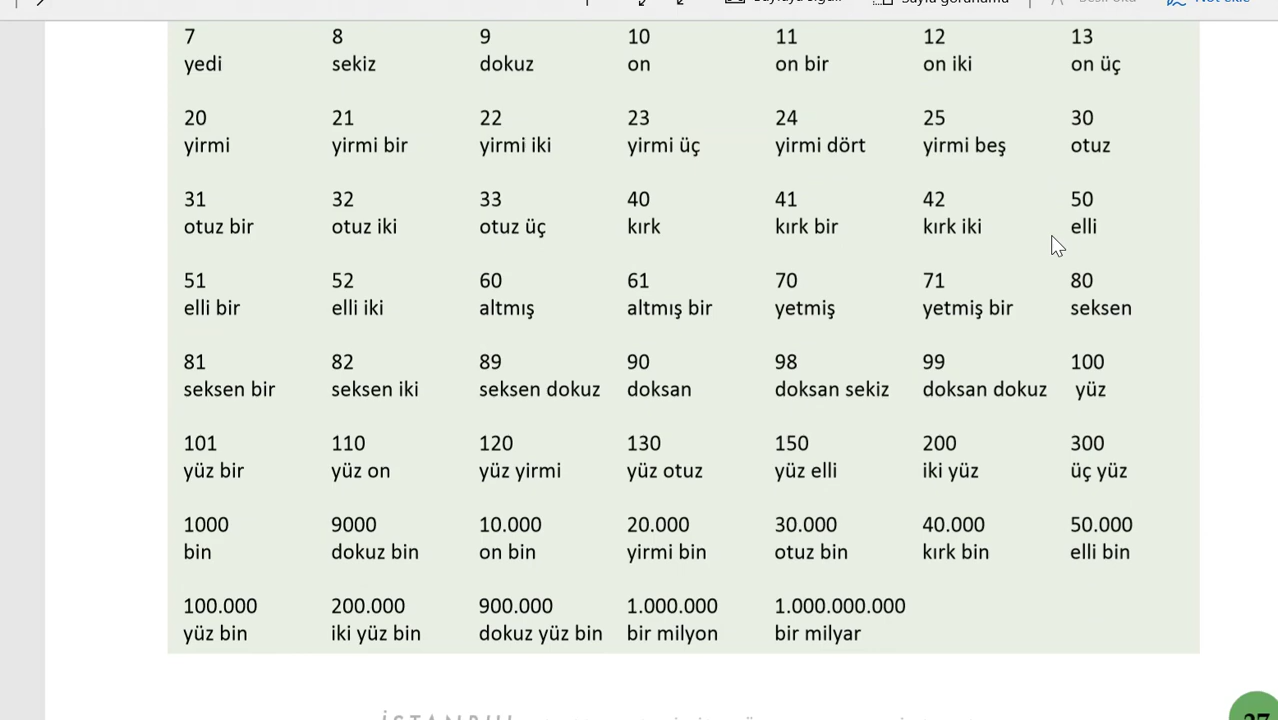 7 8 9 10 11 12 13
yedi sekiz dokuz on on bir on iki on üç
20 21 22 23 24 25 30
yirmi yirmi bir yirmi iki yirmi üç yirmi dört yirmi beş otuz
31 32 33 40 41 42 50
otuz bir otuz iki otuz üç kırk kırk bir kırk iki elli
51 52 60 61 70 71 80
elli bir elli iki altmış altmış bir yetmiş yetmiş bir seksen
81 82 89 90 98 99 100
seksen bir seksen iki seksen dokuz doksan doksan sekiz doksan dokuz yüz
101 110 120 130 150 200 300
yüz bir yüz on yüz yirmi yüz otuz yüz elli iki yüz üç yüz
1000 9000 10.000 20.000 30.000 40.000 50.000
bin dokuz bin on bin yirmi bin otuz bin kırk bin elli bin
100.000 200.000 900.000 1.000.000 1.000.000.000
yüz bin iki yüz bin dokuz yüz bin bir milyon bir milyar
İSTANBUL